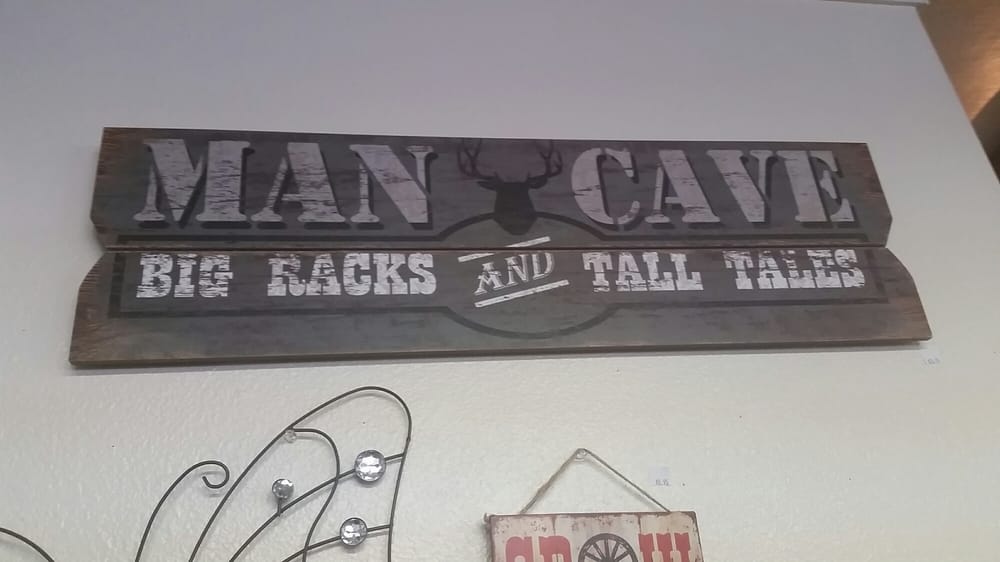 MAN CAVE
BIG RACKS AND TALL TALES